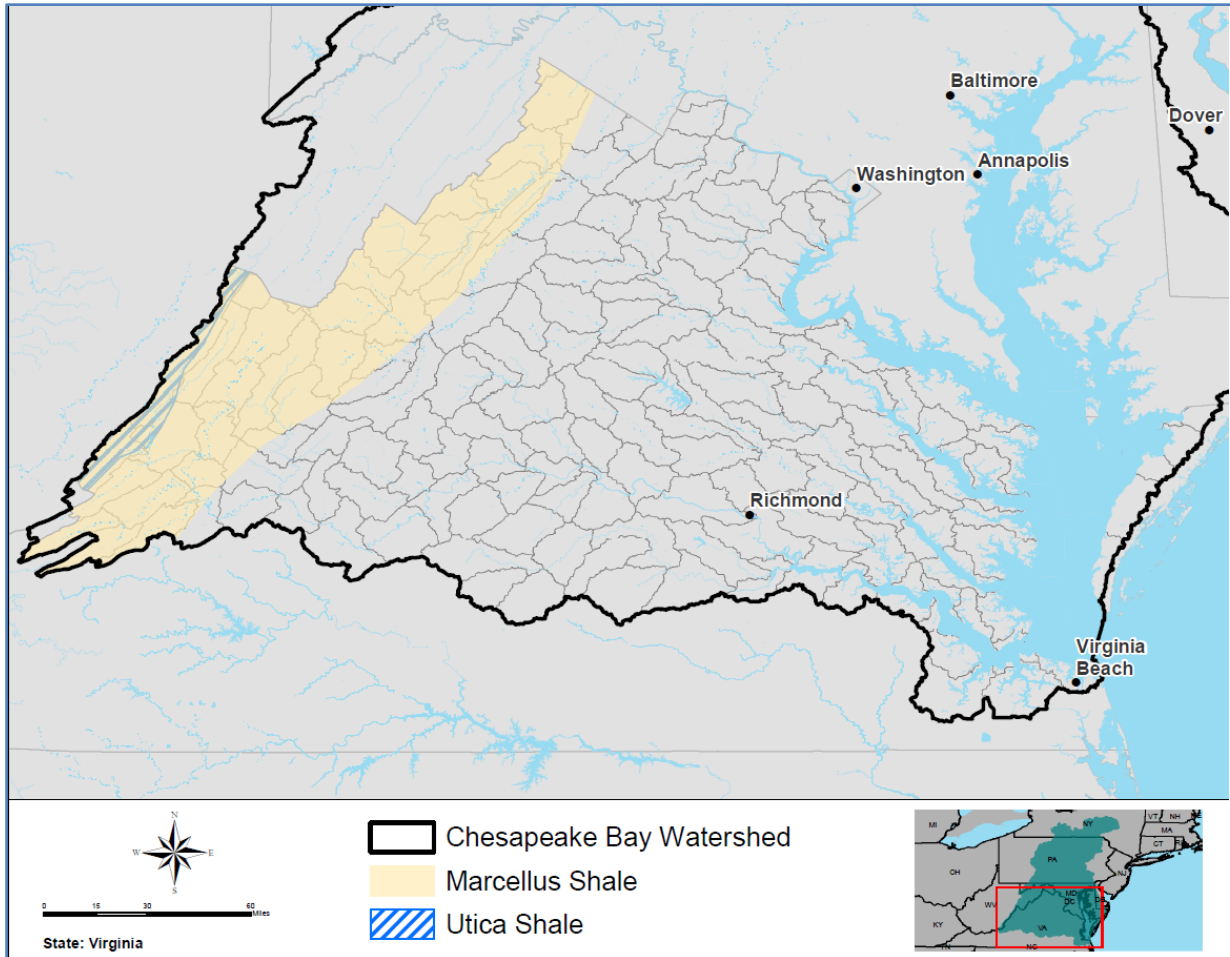 Baltimore
Dover
Annapolis
Washington
Richmond
Virginia
Beach
N
W
E
S
0
15
30
60
Miles
State: Virginia
Chesapeake Bay Watershed
Marcellus Shale
Utica Shale
MI
VT
NH
NY
MA
CT
PA
NJ
OH
MD
DC
WV
KY
VA
NC